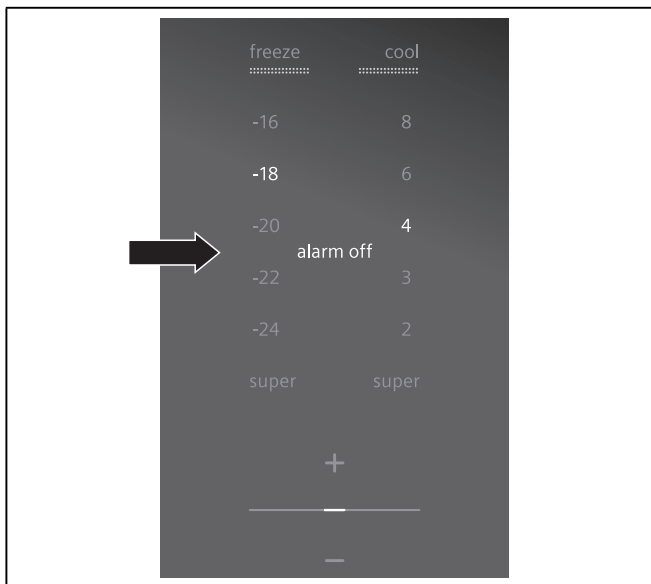 freeze cool
-16 8
-18 6
-20 4
alarm off
-22 3
-24 2
super super
+
−